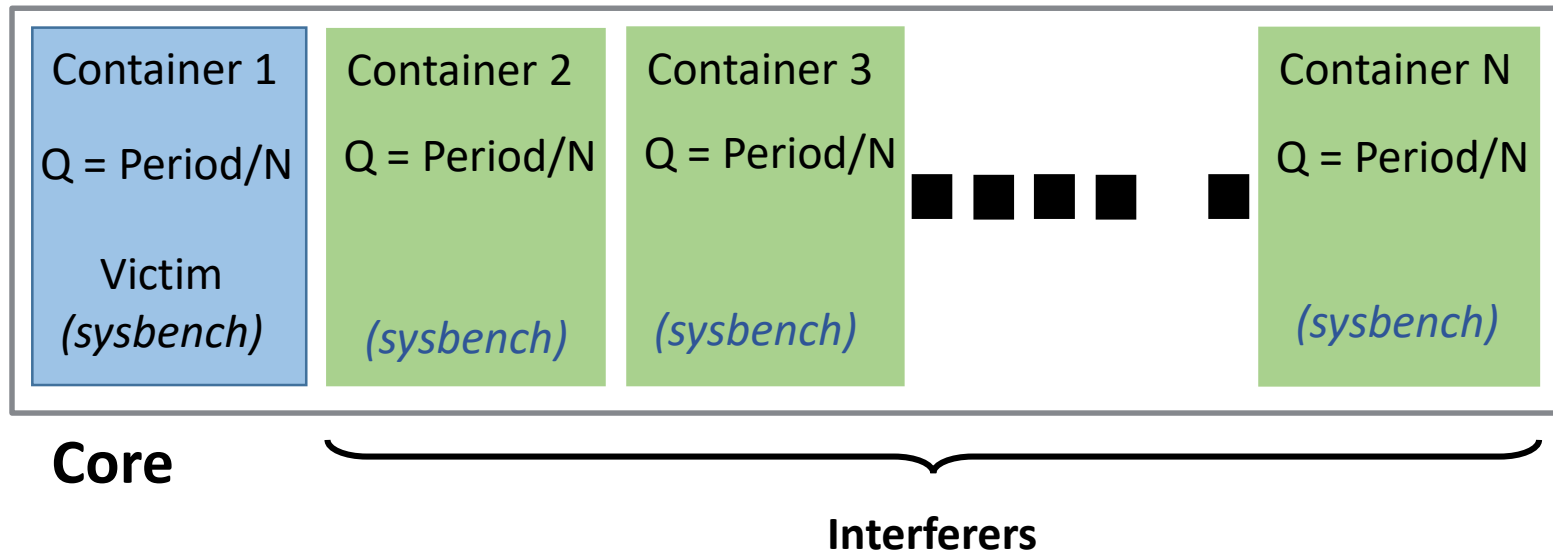 Container 1
Q = Period/N
Victim
(sysbench)
Container 2
Q = Period/N
(sysbench)
Container 3
Q = Period/N
(sysbench)
Container N
Q = Period/N
(sysbench)
Core
Interferers